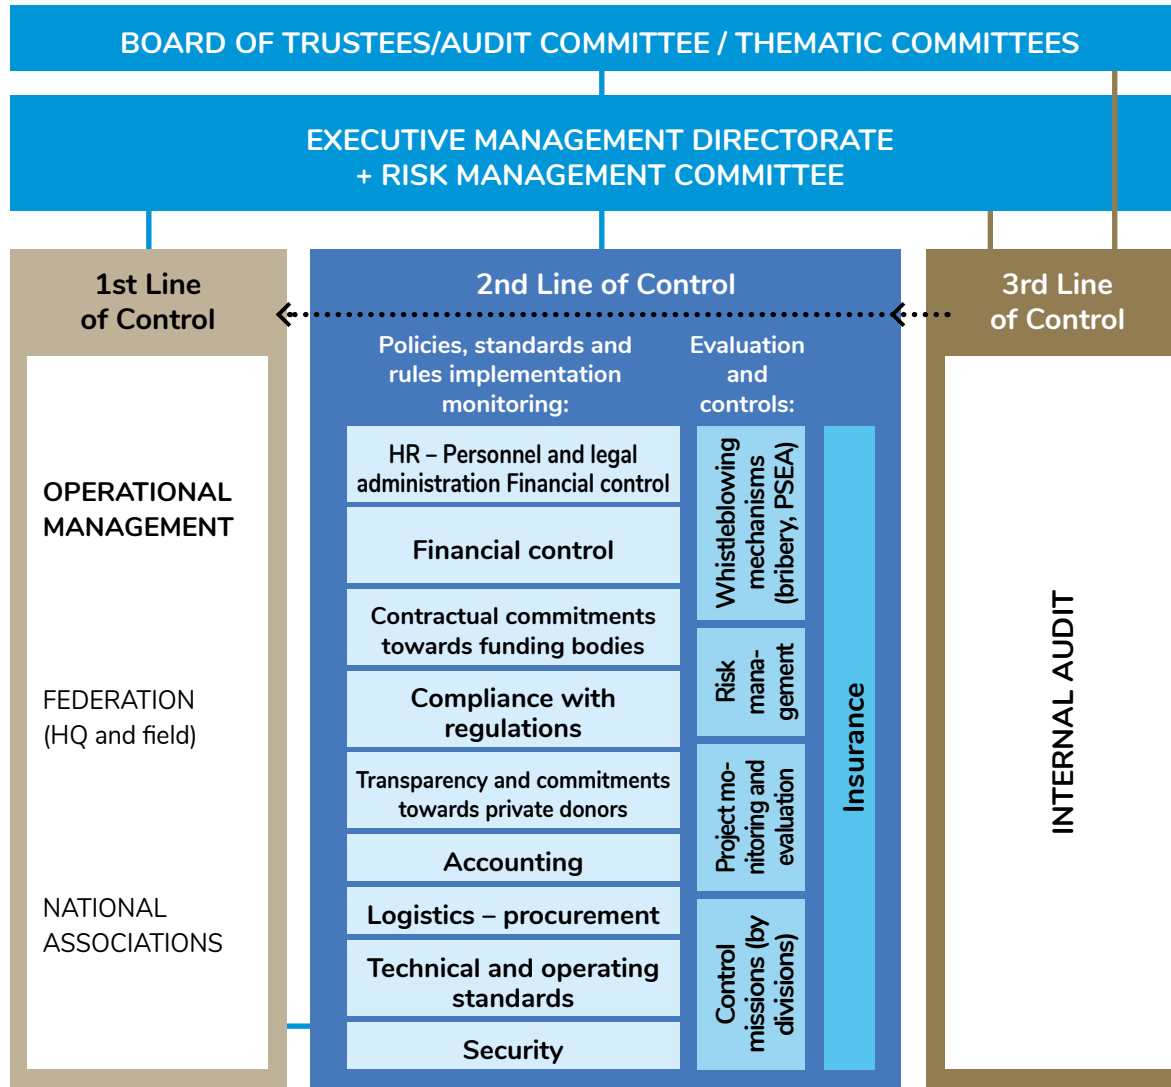 BOARD OF TRUSTEES/AUDIT COMMITTEE / THEMATIC COMMITTEES
EXECUTIVE MANAGEMENT DIRECTORATE
+ RISK MANAGEMENT COMMITTEE
1st Line
of Control
OPERATIONAL
MANAGEMENT
FEDERATION
(HQ and field)
NATIONAL
ASSOCIATIONS
2nd Line of Control
Policies, standards and
rules implementation
monitoring:
HR – Personnel and legal
administration Financial control
Financial control
Contractual commitments
towards funding bodies
Compliance with
regulations
Transparency and commitments
towards private donors
Accounting
Logistics – procurement
Technical and operating
standards
Security
Evaluation
and
controls:
Whistleblowing
mechanisms
(bribery, PSEA)
Risk
mana-
gement
Project mo-
nitoring and
evaluation
Control
missions (by
divisions)
Insurance
3rd Line
of Control
INTERNAL AUDIT